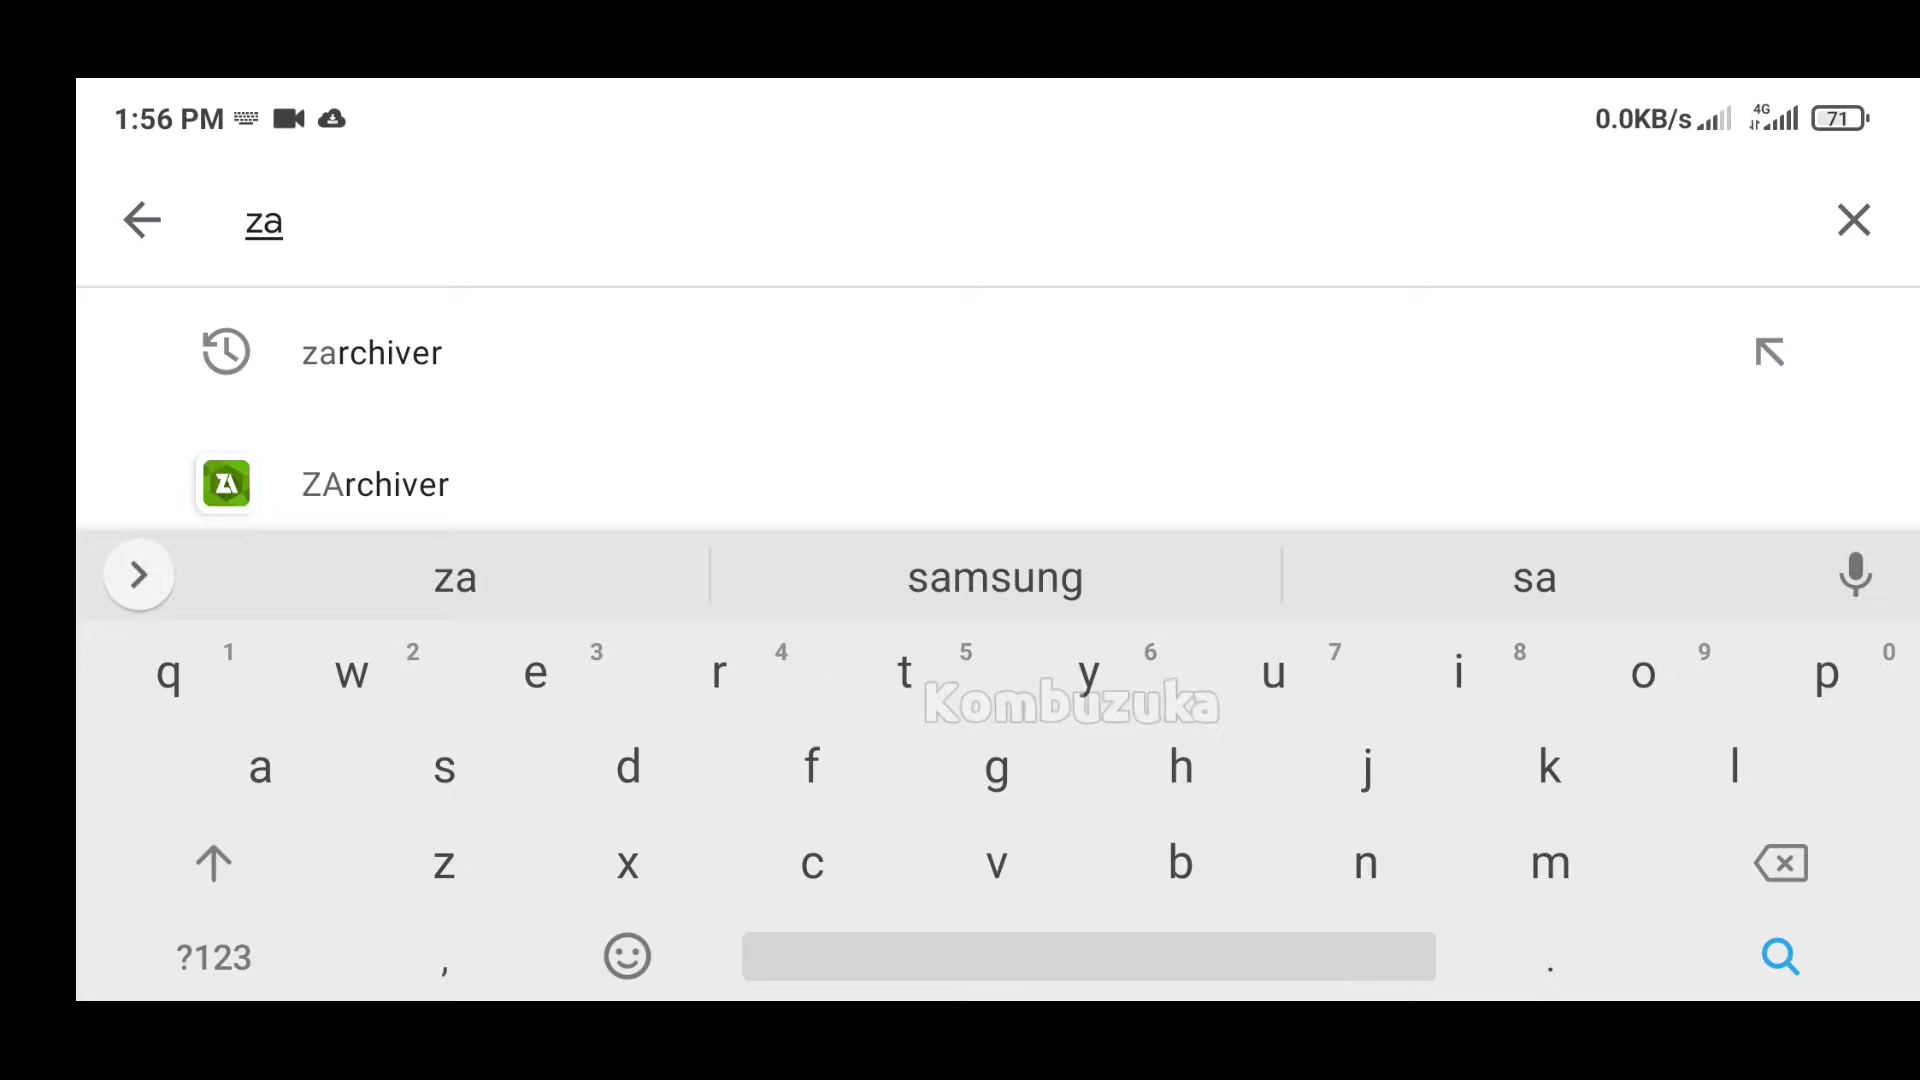 1:56 PM 0.0KB/s 4G 71
za
zarchiver
ZA ZArchiver
za samsung sa
q 1 w 2 e 3 r 4 t 5 y 6 u 7 i 8 o 9 p 0
Kombuzuka
a s d f g h j k l
z x c v b n m
?123 , .